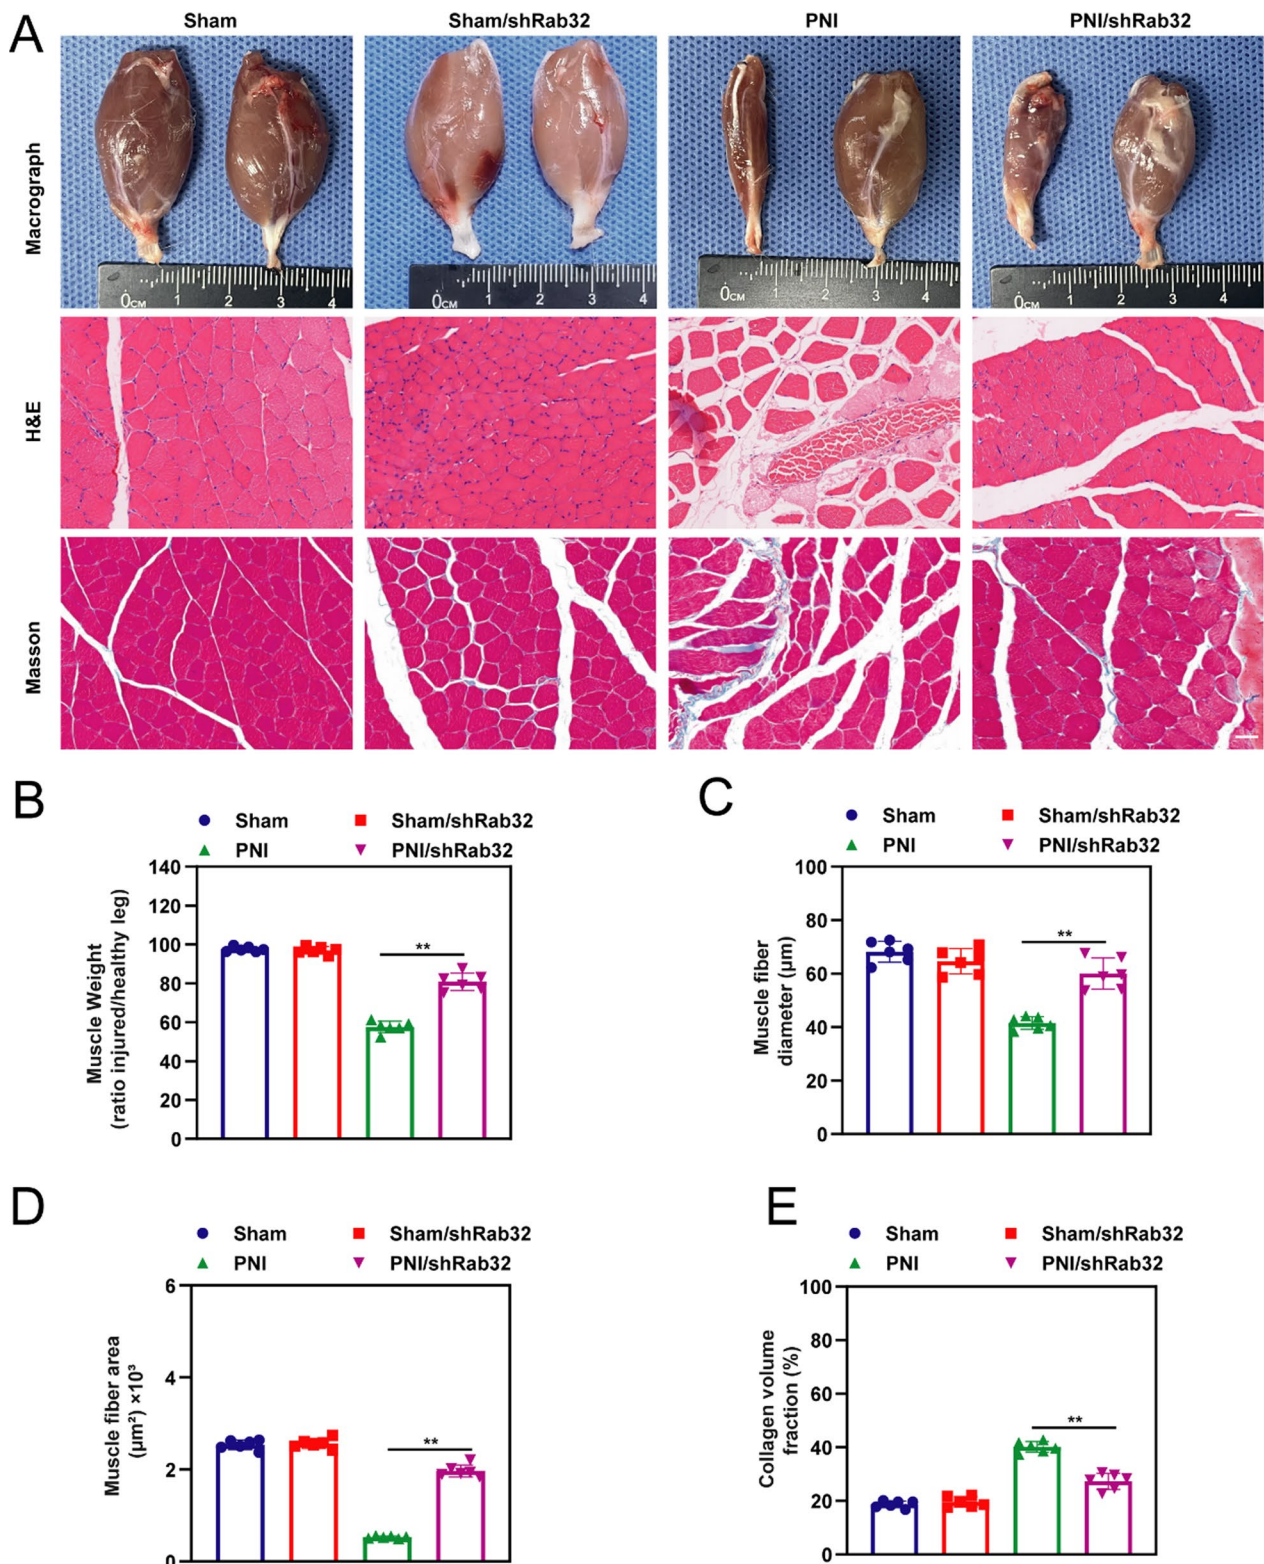 A
Sham
Sham/shRab32
PNI
PNI/shRab32
Macrograph
0CM 1 2 3 4
0CM 1 2 3 4
0CM 1 2 3 4
0CM 1 2 3 4
H&E
Masson
B
Sham
Sham/shRab32
PNI
PNI/shRab32
Muscle Weight
(ratio injured/healthy leg)
140
120
100
80
60
40
20
0
**
C
Sham
Sham/shRab32
PNI
PNI/shRab32
Muscle fiber
diameter (μm)
100
80
60
40
20
0
**
D
Sham
Sham/shRab32
PNI
PNI/shRab32
Muscle fiber area
(μm²) ×10³
6
4
2
0
**
E
Sham
Sham/shRab32
PNI
PNI/shRab32
Collagen volume
fraction (%)
100
80
60
40
20
0
**